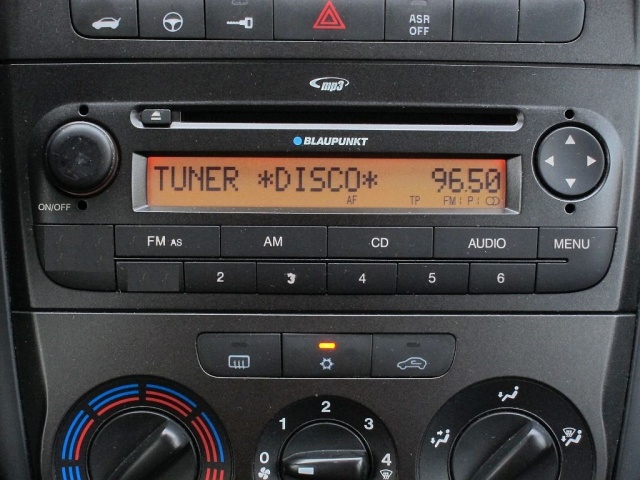 ASR
OFF
mp3
BLAUPUNKT
TUNER *DISCO* 96.50
AF TP FM: P:
ON/OFF
FM AS AM CD AUDIO MENU
2 3 4 5 6
2
1 3
0 4